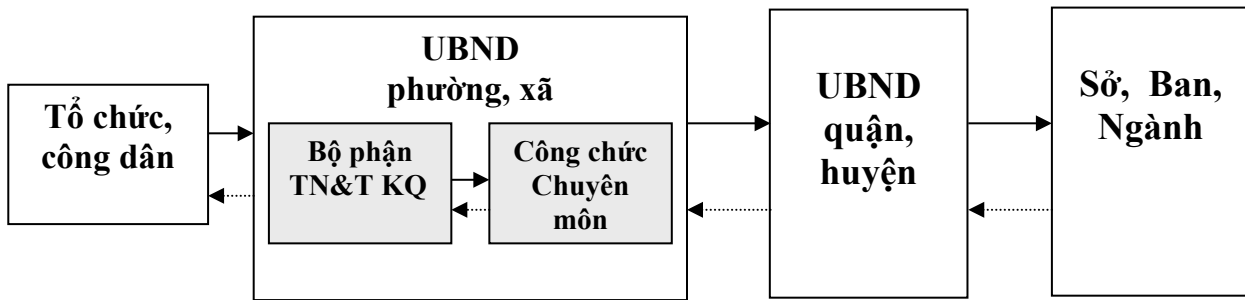 Tổ chức,
công dân
UBND
phường, xã
Bộ phận
TN&T KQ
Công chức
Chuyên
môn
UBND
quận,
huyện
Sở, Ban,
Ngành